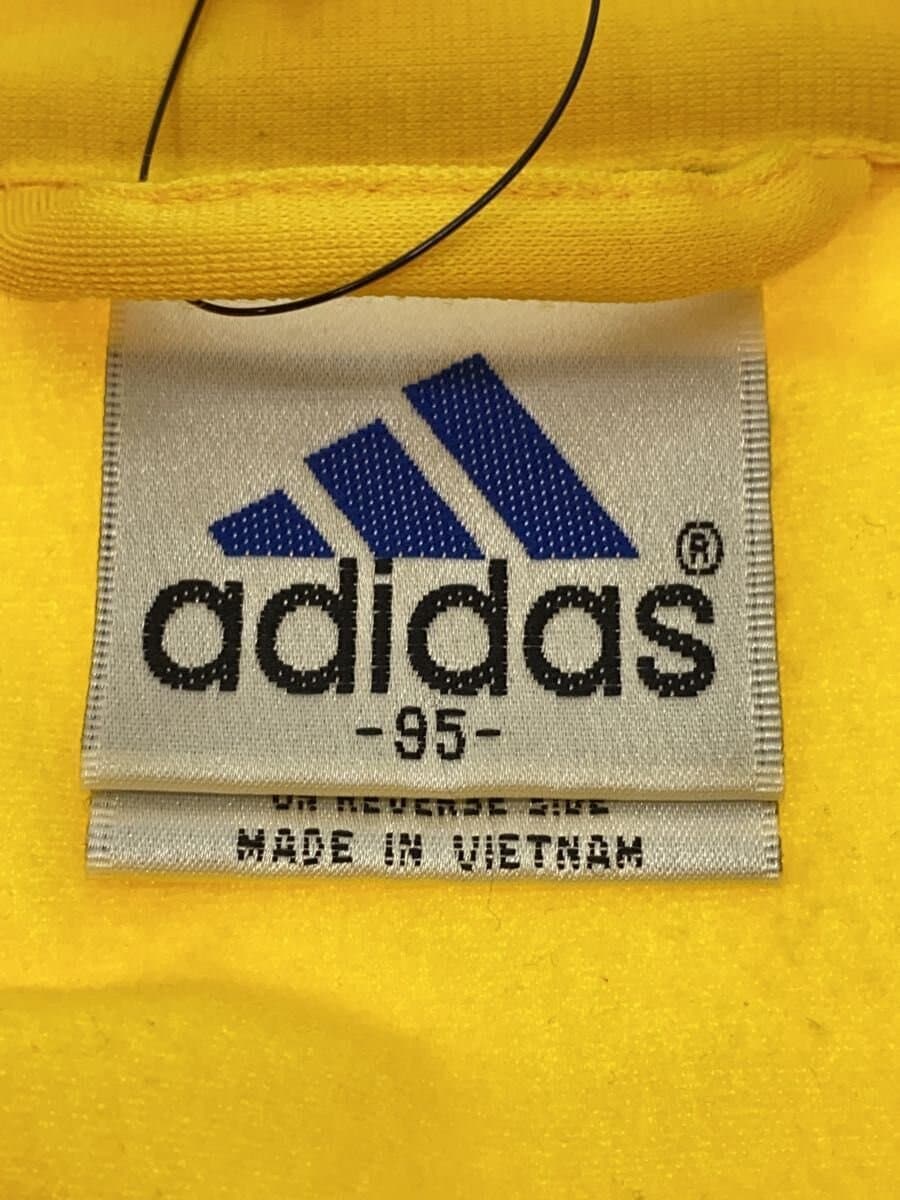 ®
adidas
-95-
ON REVERSE SIDE
MADE IN VIETNAM